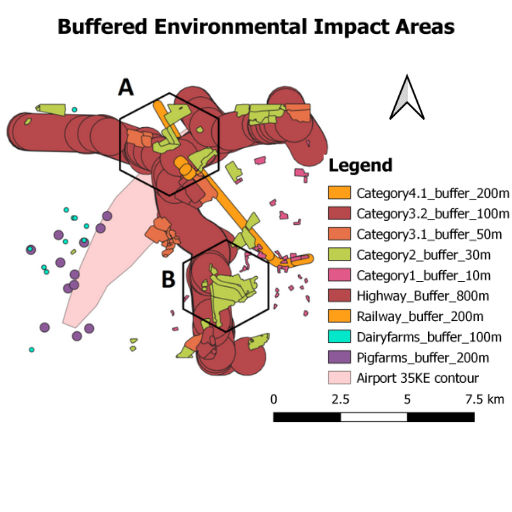 Buffered Environmental Impact Areas
A
B
Legend
Category4.1_buffer_200m
Category3.2_buffer_100m
Category3.1_buffer_50m
Category2_buffer_30m
Category1_buffer_10m
Highway_Buffer_800m
Railway_buffer_200m
Dairyfarms_buffer_100m
Pigfarms_buffer_200m
Airport 35KE contour
0 2.5 5 7.5 km